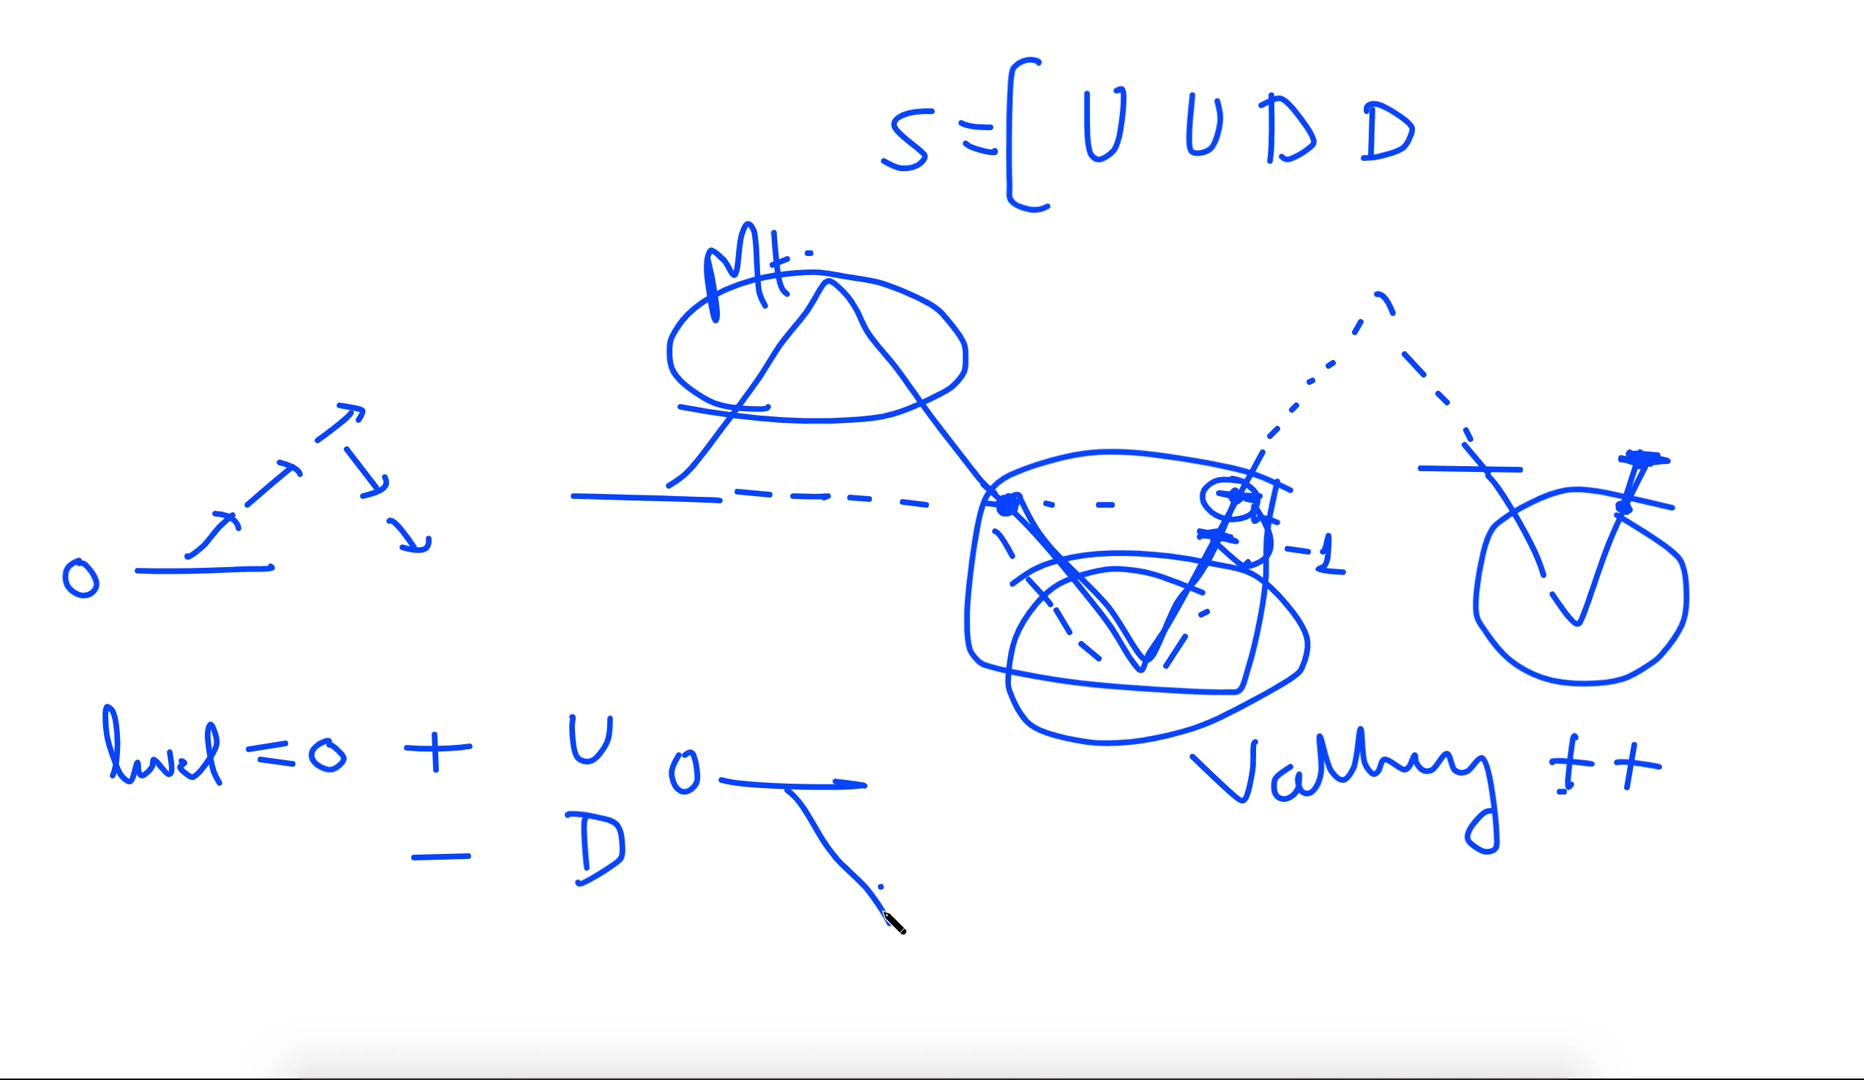 S = [ U U D D
Mt.
0
-1
level = 0 + U
- D
0
Valley ++